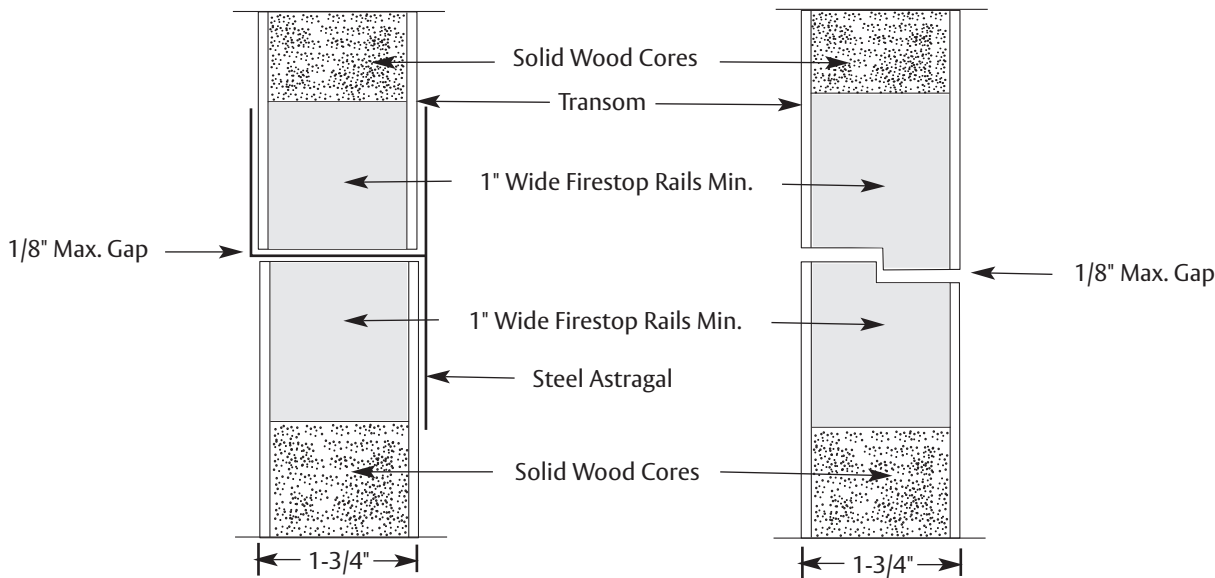 Solid Wood Cores
Transom
1" Wide Firestop Rails Min.
1/8" Max. Gap
1/8" Max. Gap
1" Wide Firestop Rails Min.
Steel Astragal
Solid Wood Cores
1-3/4"
1-3/4"